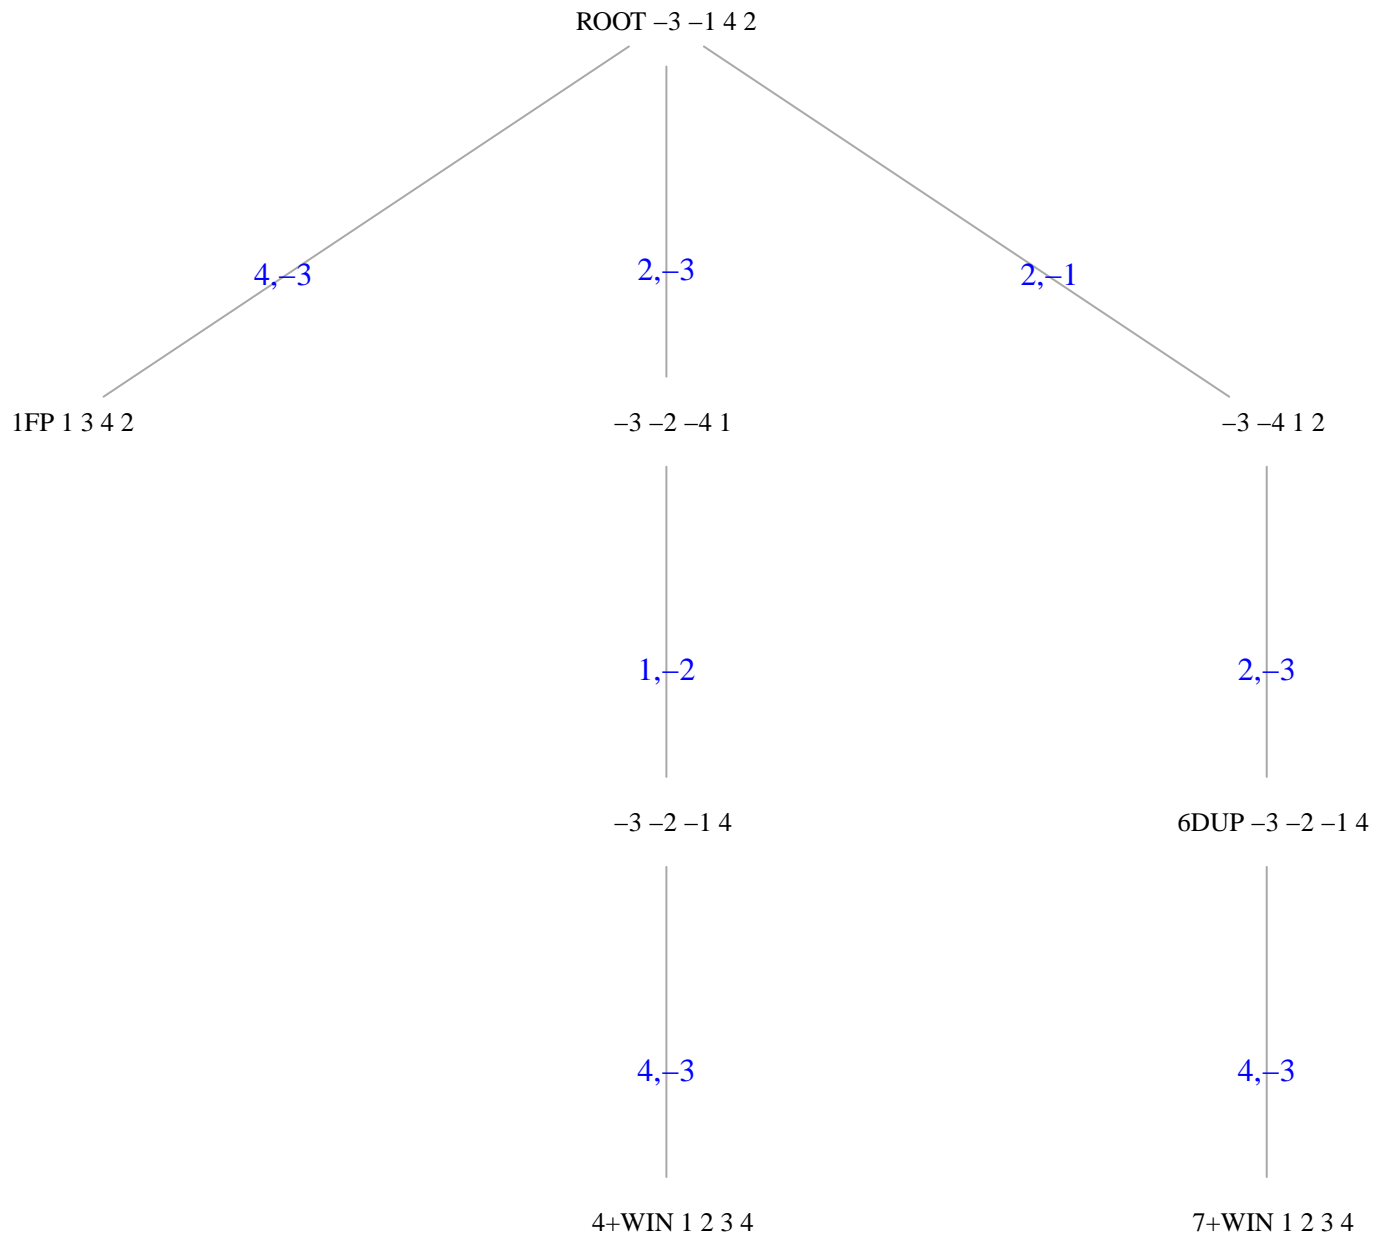 ROOT –3 –1 4 2
4,–3
2,–3
2,–1
1FP 1 3 4 2
–3 –2 –4 1
–3 –4 1 2
1,–2
2,–3
–3 –2 –1 4
6DUP –3 –2 –1 4
4,–3
4,–3
4+WIN 1 2 3 4
7+WIN 1 2 3 4